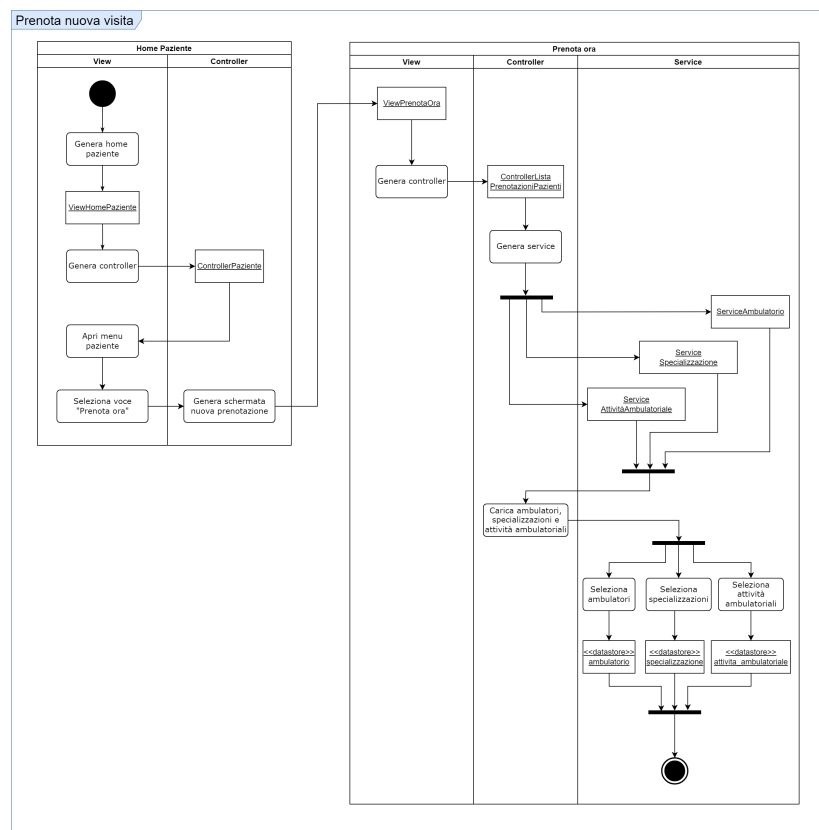 Prenota nuova visita
Home Paziente
View
Controller
Genera home
paziente
ViewHomePaziente
Genera controller
ControllerPaziente
Apri menu
paziente
Seleziona voce
"Prenota ora"
Genera schermata
nuova prenotazione
Prenota ora
View
Controller
Service
ViewPrenotaOra
Genera controller
ControllerLista
PrenotazioniPazienti
Genera service
ServiceAmbulatorio
Service
Specializzazione
Service
AttivitàAmbulatoriale
Carica ambulatori,
specializzazioni e
attività ambulatoriali
Seleziona
ambulatori
Seleziona
specializzazioni
Seleziona
attività
ambulatoriali
<<datastore>>
ambulatorio
<<datastore>>
specializzazione
<<datastore>>
attivita_ambulatoriale